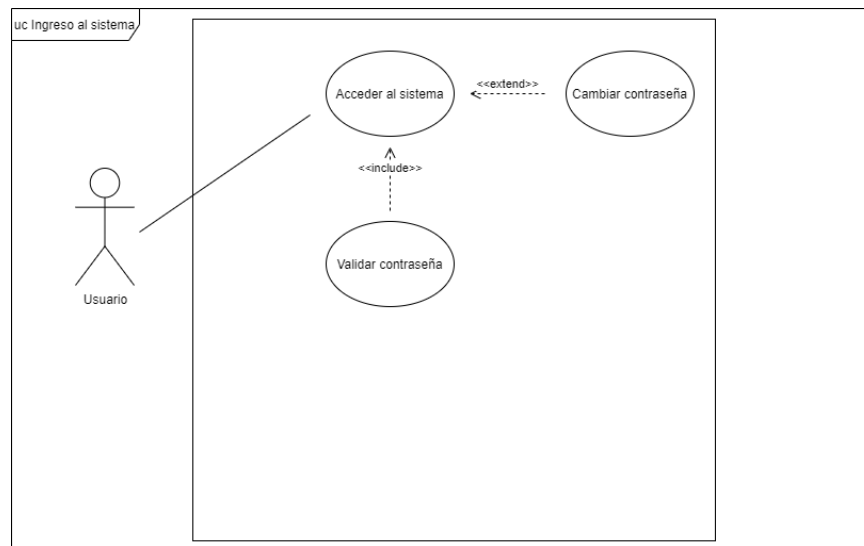 uc Ingreso al sistema
Acceder al sistema
<<extend>>
Cambiar contraseña
<<include>>
Validar contraseña
Usuario